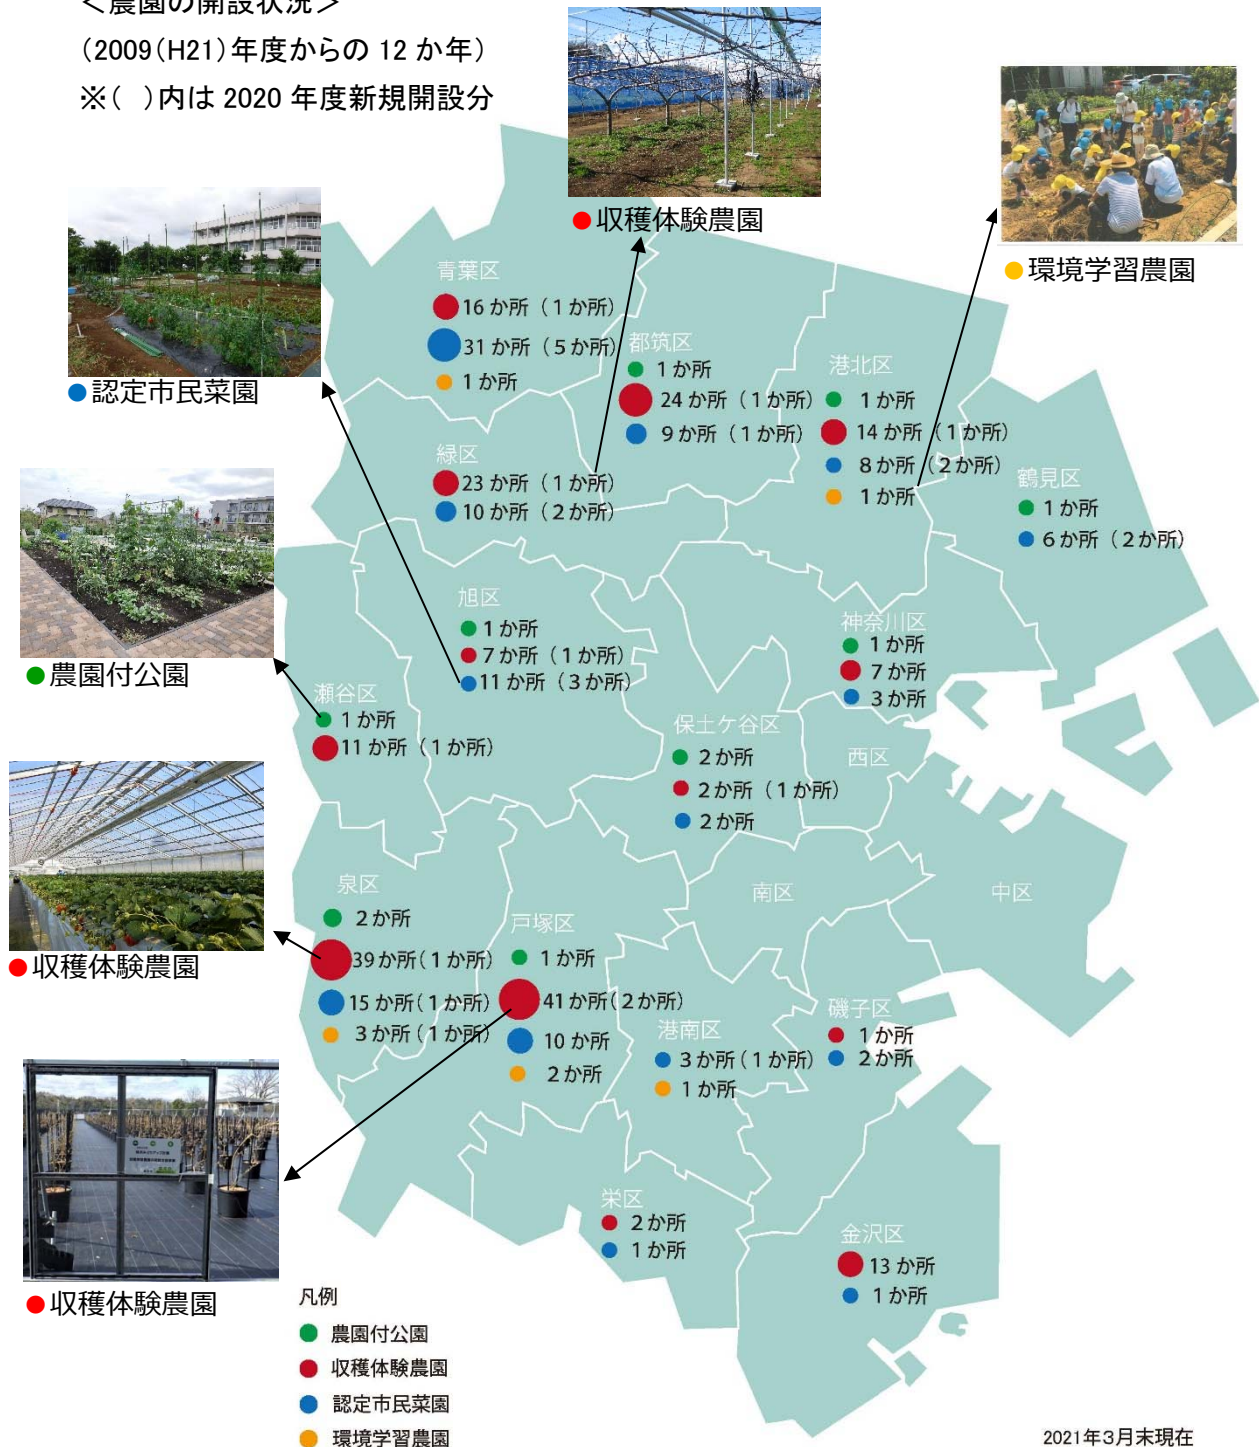 ＜農園の開設状況＞
(2009(H21)年度からの 12 か年)
※( )内は 2020 年度新規開設分
●収穫体験農園
●環境学習農園
●認定市民菜園
●農園付公園
●収穫体験農園
●収穫体験農園
青葉区
16 か所（1 か所）
31 か所（5 か所）
1 か所
都筑区
1 か所
24 か所（1 か所）
9 か所（1 か所）
港北区
1 か所
14 か所（1 か所）
8 か所（2 か所）
1 か所
緑区
23 か所（1 か所）
10 か所（2 か所）
鶴見区
1 か所
6 か所（2 か所）
旭区
1 か所
7 か所（1 か所）
11 か所（3 か所）
神奈川区
1 か所
7 か所
3 か所
瀬谷区
1 か所
11 か所（1 か所）
保土ケ谷区
2 か所
2 か所（1 か所）
2 か所
西区
南区
中区
泉区
2 か所
39 か所(1 か所)
15 か所(1 か所)
3 か所(1 か所)
戸塚区
1 か所
41 か所(2 か所)
10 か所
2 か所
港南区
3 か所(1 か所)
1 か所
磯子区
1 か所
2 か所
栄区
2 か所
1 か所
金沢区
13 か所
1 か所
凡例
農園付公園
収穫体験農園
認定市民菜園
環境学習農園
2021年3月末現在